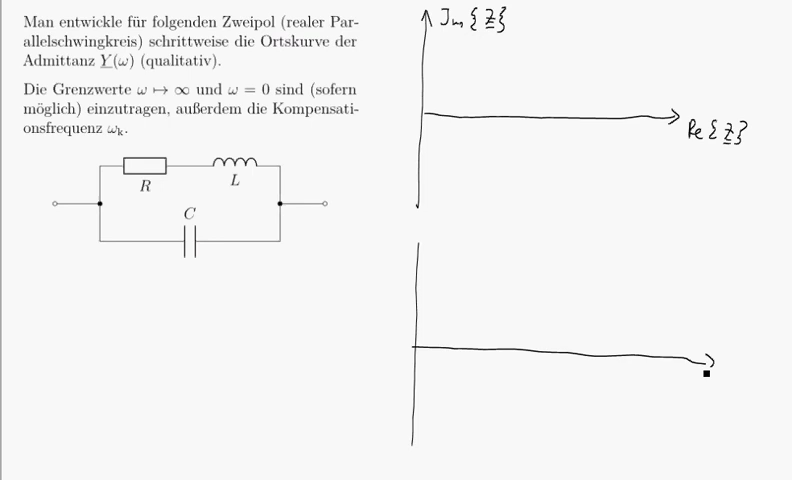 Man entwickle für folgenden Zweipol (realer Par-
allelschwingkreis) schrittweise die Ortskurve der
Admittanz Y(ω) (qualitativ).
Die Grenzwerte ω ↦ ∞ und ω = 0 sind (sofern
möglich) einzutragen, außerdem die Kompensati-
onsfrequenz ωk.
R
L
C
Im{Z}
Re{Z}